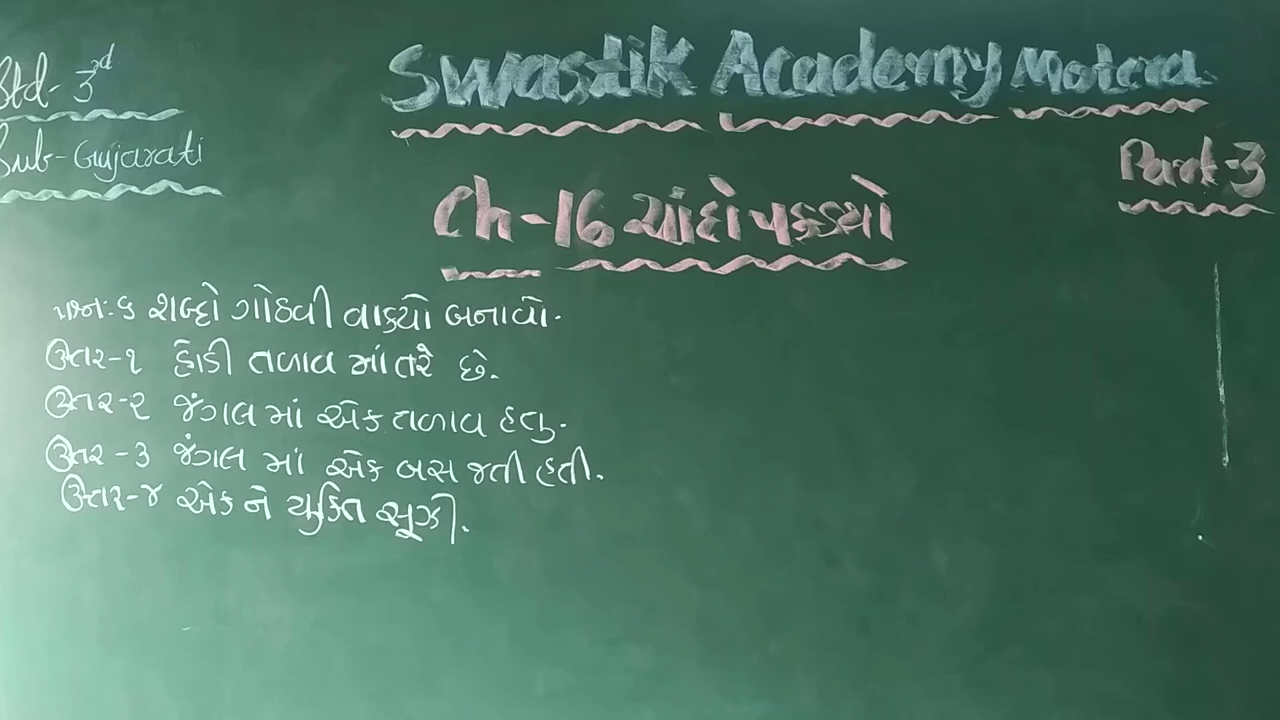 Std-3rd
Swastik Academy Motera
Sub-Gujarati
Part-3
Ch-16 ચાંદો પકડયો
પ્રશ્ન:૬ શબ્દો ગોઠવી વાક્યો બનાવો.
ઉત્તર-૧ હોડી તળાવ માં તરે છે.
ઉત્તર-૨ જંગલ માં એક તળાવ હતુ.
ઉત્તર-૩ જંગલ માં એક બસ જતી હતી.
ઉત્તર-૪ એક ને યુક્તિ સૂઝી.